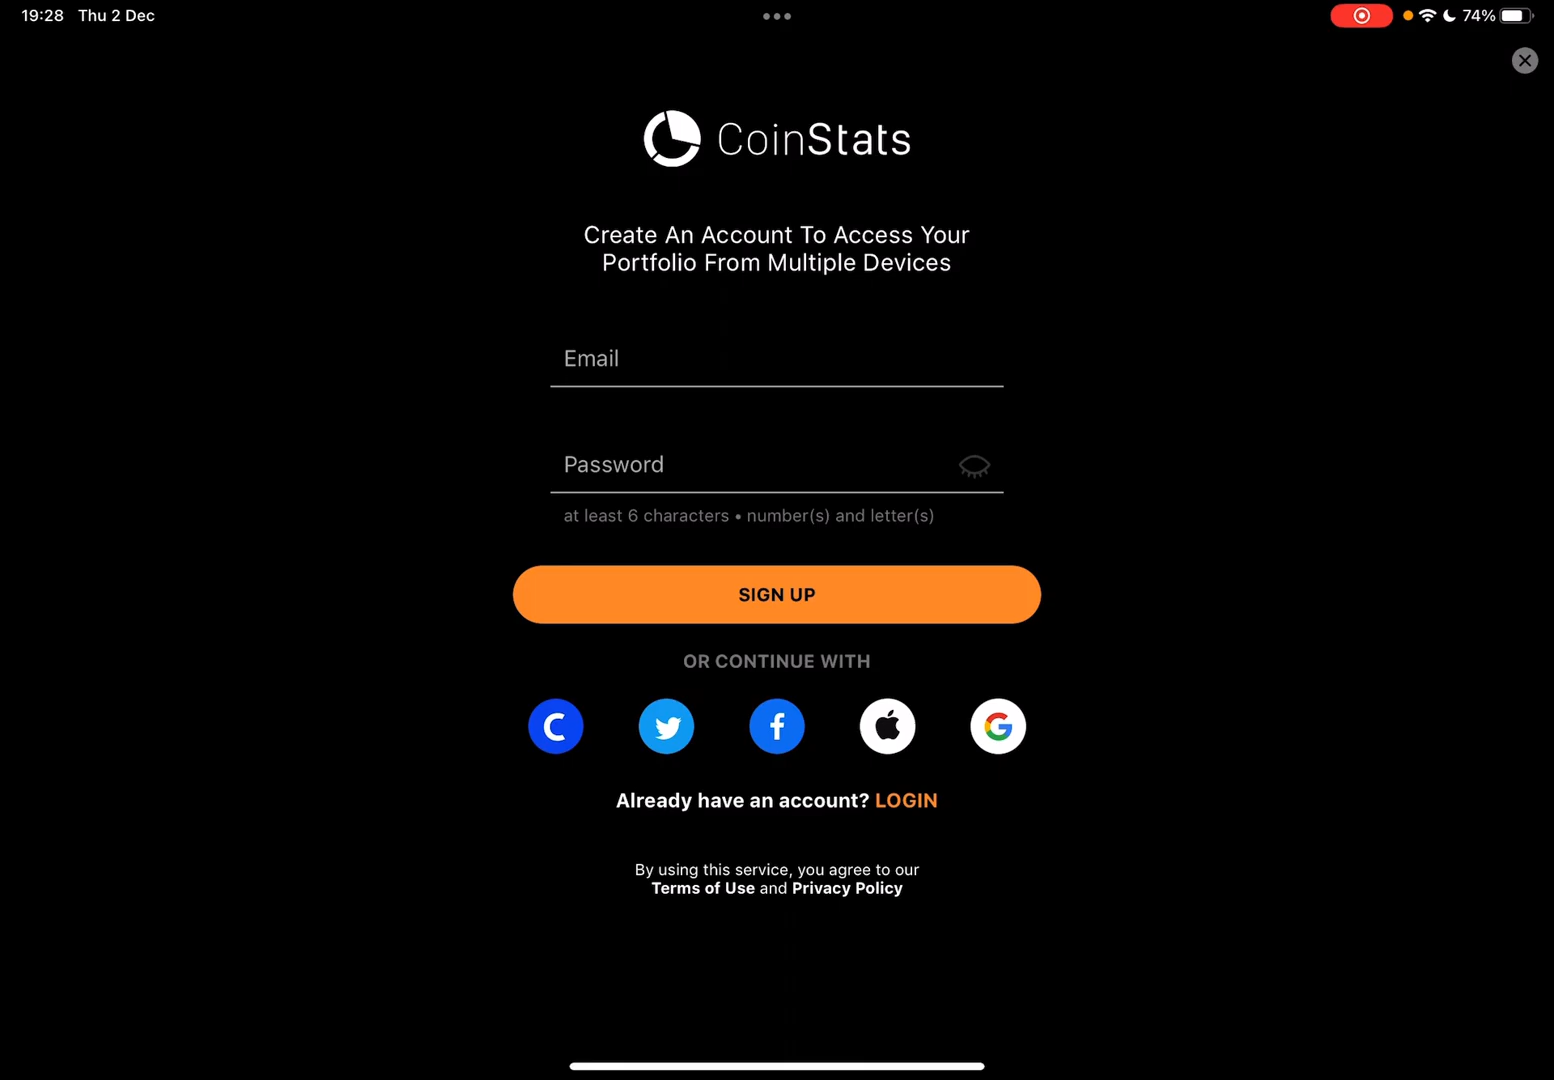 19:28 Thu 2 Dec
74%
CoinStats
Create An Account To Access Your
Portfolio From Multiple Devices
Email
Password
at least 6 characters • number(s) and letter(s)
SIGN UP
OR CONTINUE WITH
Already have an account? LOGIN
By using this service, you agree to our
Terms of Use and Privacy Policy